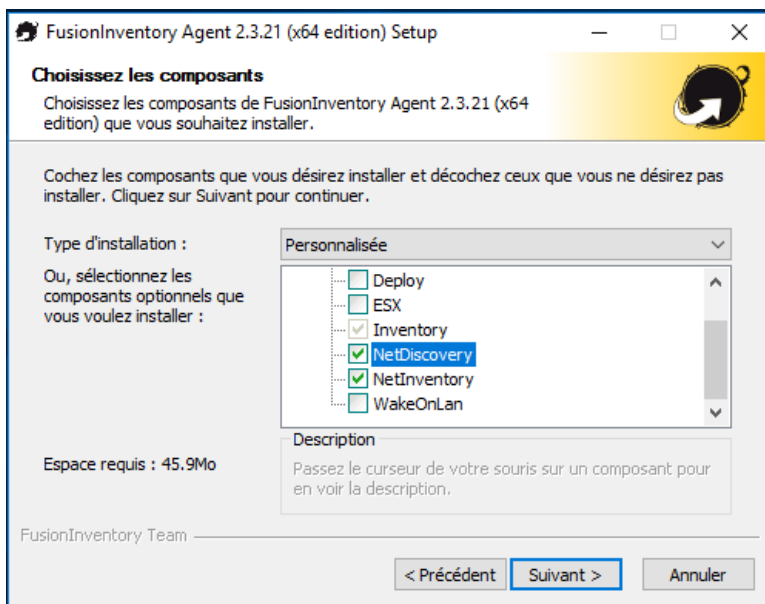 FusionInventory Agent 2.3.21 (x64 edition) Setup
Choisissez les composants
Choisissez les composants de FusionInventory Agent 2.3.21 (x64
edition) que vous souhaitez installer.
Cochez les composants que vous désirez installer et décochez ceux que vous ne désirez pas
installer. Cliquez sur Suivant pour continuer.
Type d'installation :
Personnalisée
Ou, sélectionnez les
composants optionnels que
vous voulez installer :
Deploy
ESX
Inventory
NetDiscovery
NetInventory
WakeOnLan
Espace requis : 45.9Mo
Description
Passez le curseur de votre souris sur un composant pour
en voir la description.
FusionInventory Team
< Précédent
Suivant >
Annuler